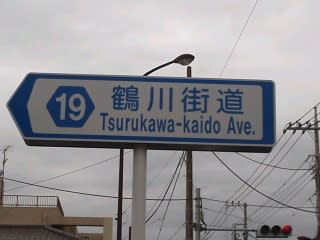 19
鶴川街道
Tsurukawa-kaido Ave.